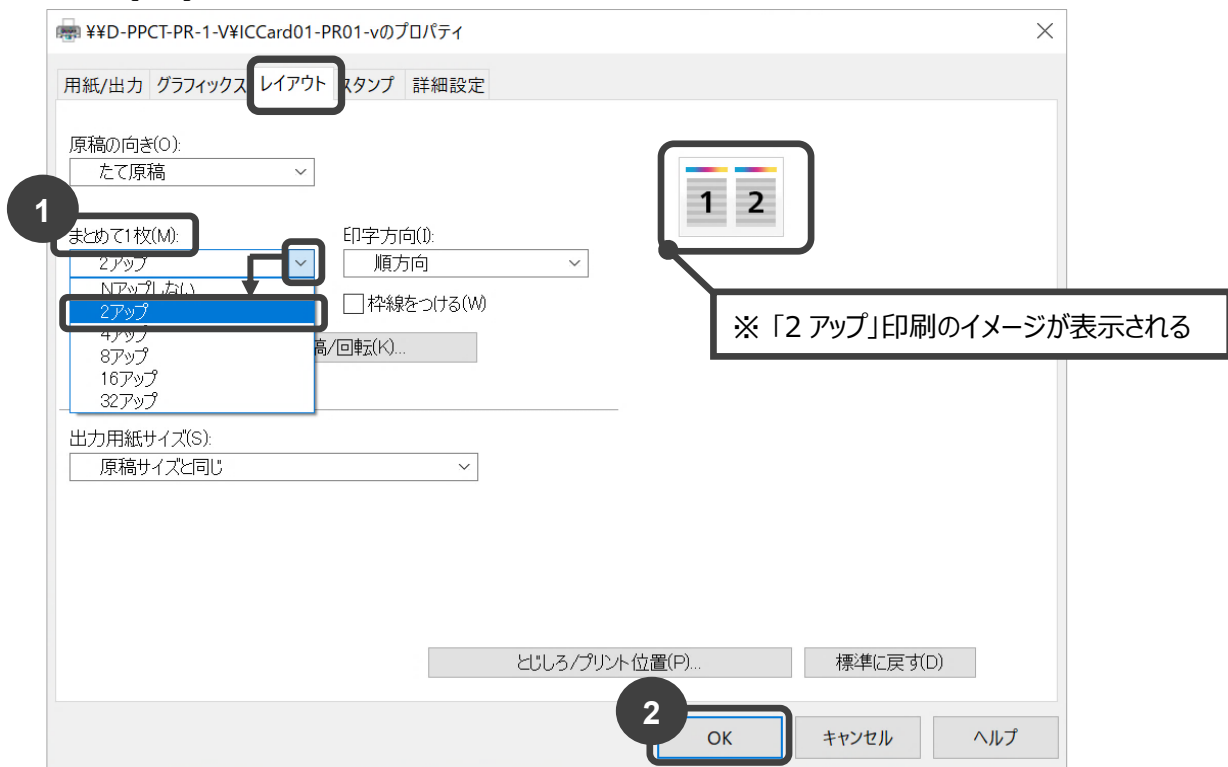 ¥¥D-PPCT-PR-1-V¥ICCard01-PR01-vのプロパティ
用紙/出力 グラフィックス レイアウト スタンプ 詳細設定
原稿の向き(O):
たて原稿
1 2
1
まとめて1枚(M):
印字方向(I):
2アップ
順方向
Nアップしない
2アップ
枠線をつける(W)
※「2 アップ」印刷のイメージが表示される
4アップ
8アップ
稿/回転(K)...
16アップ
32アップ
出力用紙サイズ(S):
原稿サイズと同じ
とじしろ/プリント位置(P)...
標準に戻す(D)
2
OK
キャンセル
ヘルプ